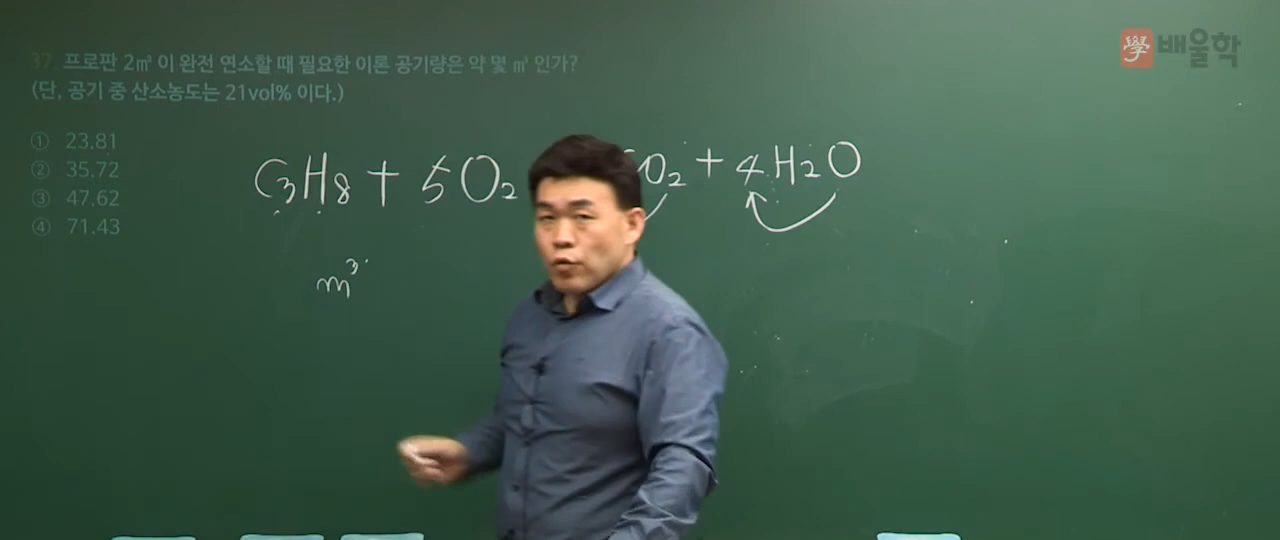 學 배울학
37. 프로판 2㎥ 이 완전 연소할 때 필요한 이론 공기량은 약 몇 ㎥ 인가?
(단, 공기 중 산소농도는 21vol% 이다.)
① 23.81
② 35.72
③ 47.62
④ 71.43
C3H8 + 5O2 O2 + 4H2O
m³